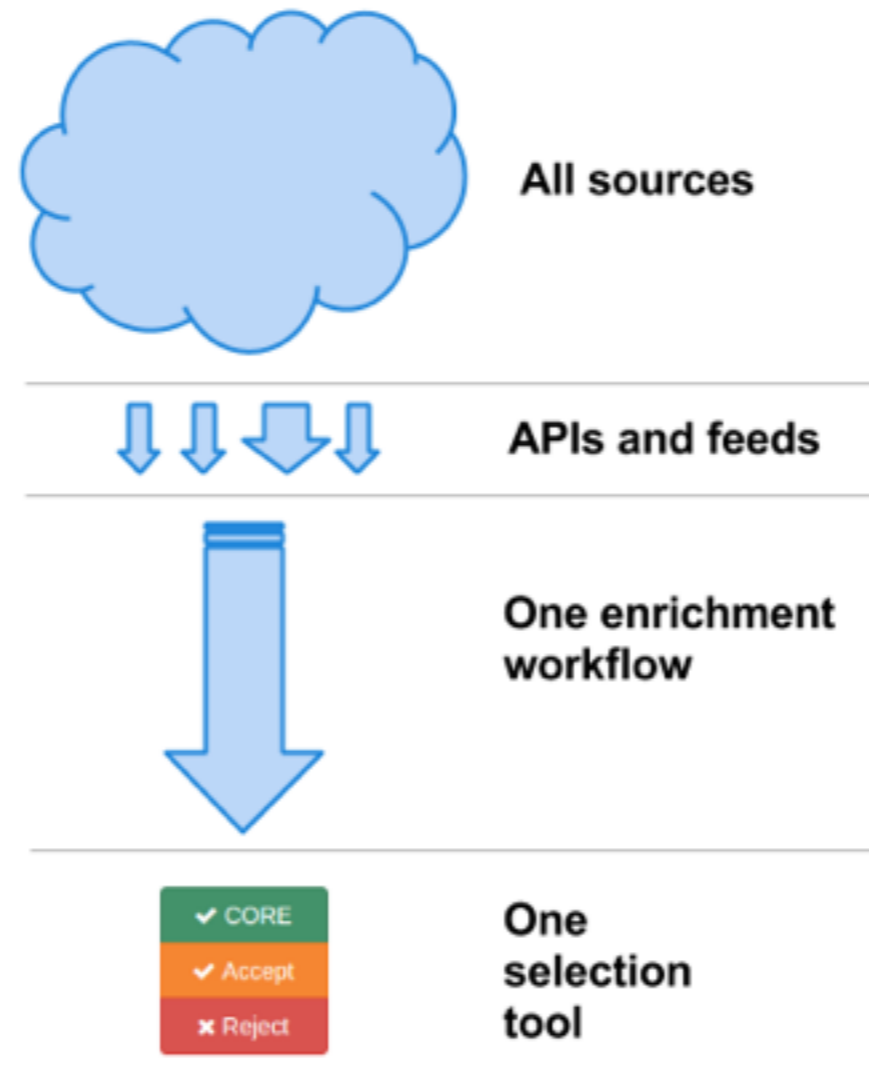 All sources
APIs and feeds
One enrichment
workflow
CORE
Accept
Reject
One
selection
tool